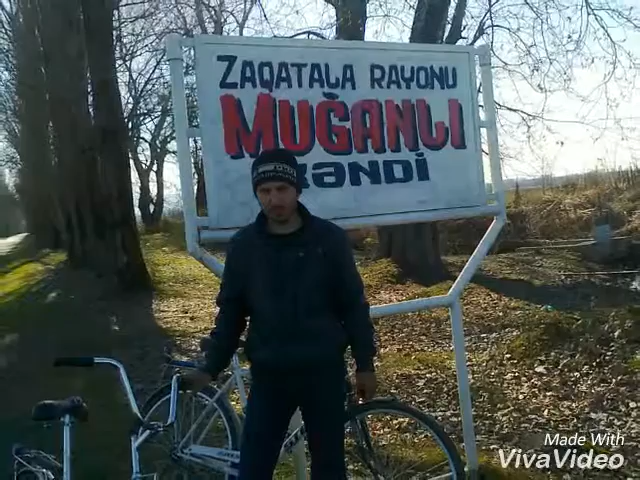 ZAQATALA RAYONU
MUĞANLI
KƏNDİ
Made With
VivaVideo